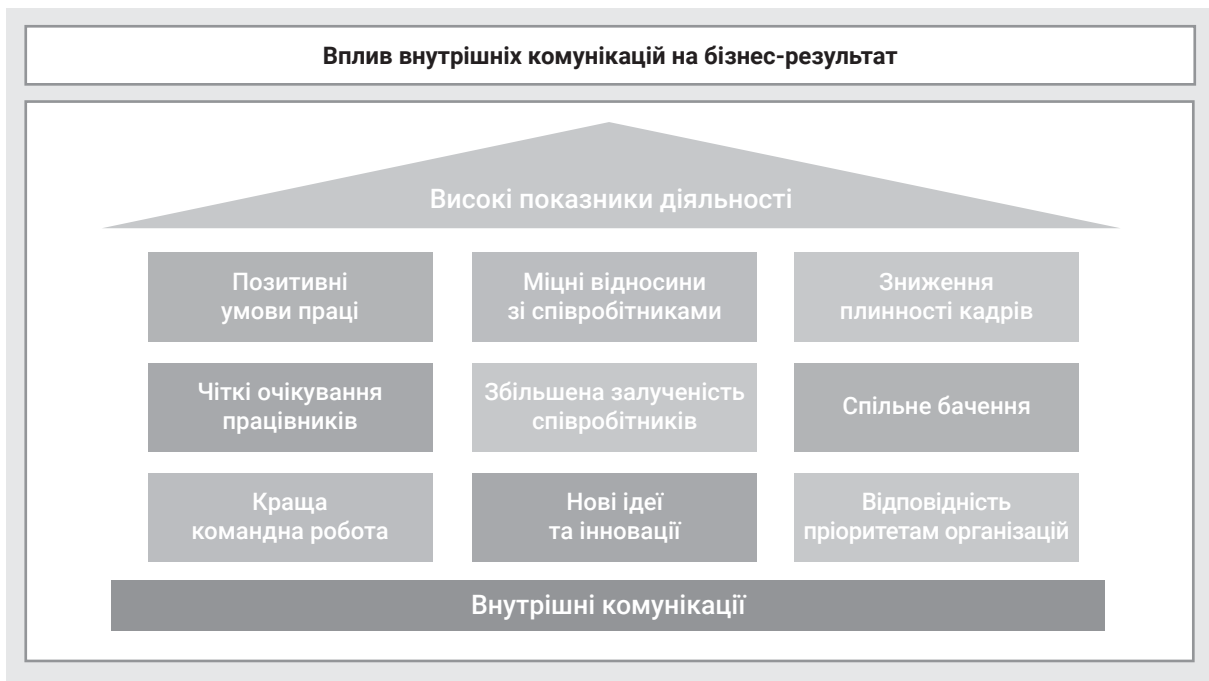 Вплив внутрішніх комунікацій на бізнес-результат
Високі показники діяльності
Позитивні
умови праці
Міцні відносини
зі співробітниками
Зниження
плинності кадрів
Чіткі очікування
працівників
Збільшена залученість
співробітників
Спільне бачення
Краща
командна робота
Нові ідеї
та інновації
Відповідність
пріоритетам організацій
Внутрішні комунікації